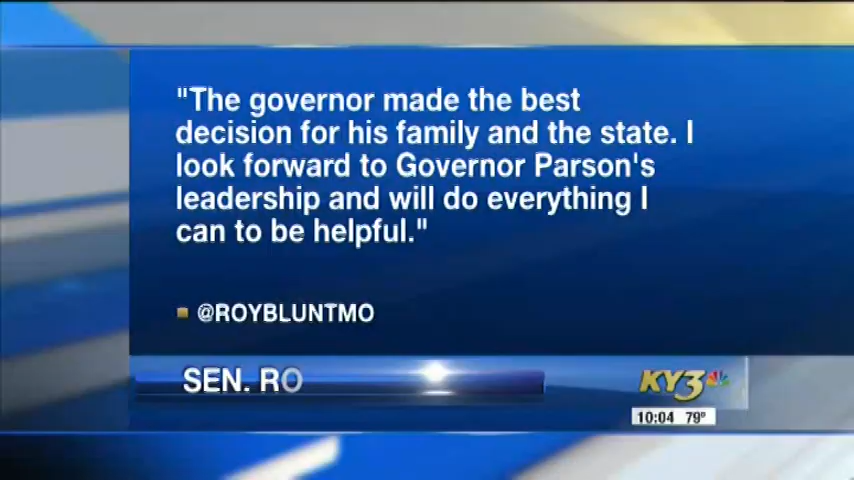 "The governor made the best
decision for his family and the state. I
look forward to Governor Parson's
leadership and will do everything I
can to be helpful."
@ROYBLUNTMO
SEN. RO
KY3
10:04 79°